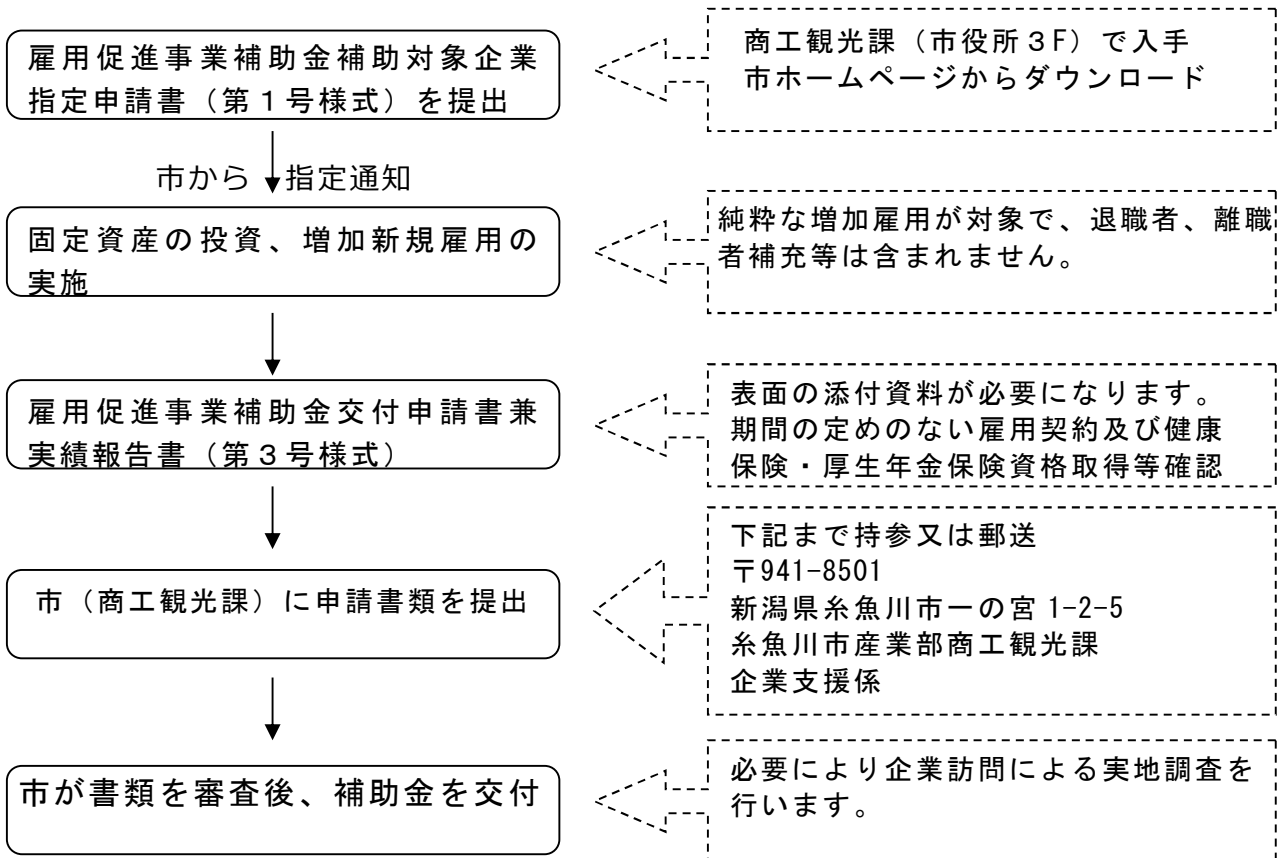 雇用促進事業補助金補助対象企業
指定申請書（第１号様式）を提出
商工観光課（市役所３F）で入手
市ホームページからダウンロード
市から 指定通知
固定資産の投資、増加新規雇用の
実施
純粋な増加雇用が対象で、退職者、離職
者補充等は含まれません。
雇用促進事業補助金交付申請書兼
実績報告書（第３号様式）
表面の添付資料が必要になります。
期間の定めのない雇用契約及び健康
保険・厚生年金保険資格取得等確認
市（商工観光課）に申請書類を提出
下記まで持参又は郵送
〒941-8501
新潟県糸魚川市一の宮 1-2-5
糸魚川市産業部商工観光課
企業支援係
市が書類を審査後、補助金を交付
必要により企業訪問による実地調査を
行います。